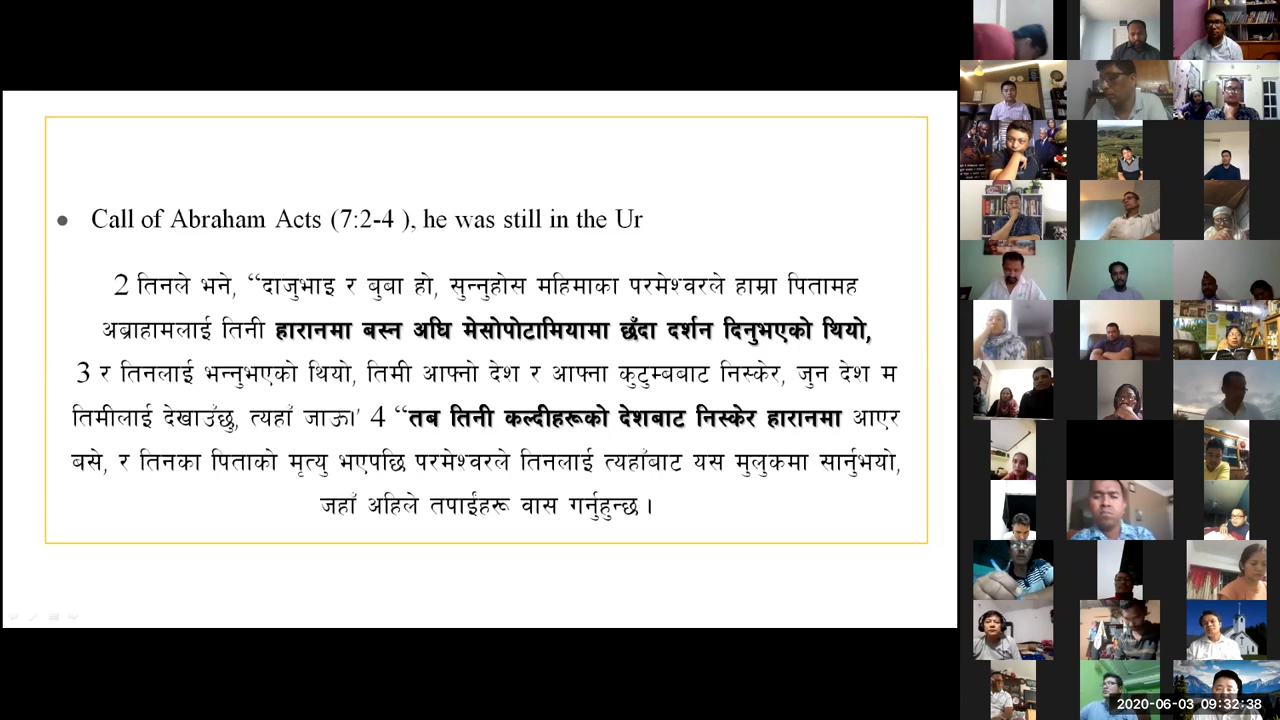 Call of Abraham Acts (7:2-4 ), he was still in the Ur
2 तिनले भने, “दाजुभाइ र बुबा हो, सुन्नुहोस महिमाका परमेश्वरले हाम्रा पितामह
अब्राहामलाई तिनी हारानमा बस्न अघि मेसोपोटामियामा छँदा दर्शन दिनुभएको थियो,
3 र तिनलाई भन्नुभएको थियो, तिमी आफ्नो देश र आफ्ना कुटुम्बबाट निस्केर, जुन देश म
तिमीलाई देखाउँछु, त्यहाँ जाऊ’ 4 “तब तिनी कल्दीहरूको देशबाट निस्केर हारानमा आएर
बसे, र तिनका पिताको मृत्यु भएपछि परमेश्वरले तिनलाई त्यहाँबाट यस मुलुकमा सार्नुभयो,
जहाँ अहिले तपाईंहरू वास गर्नुहुन्छ ।
2020-06-03 09:32:38